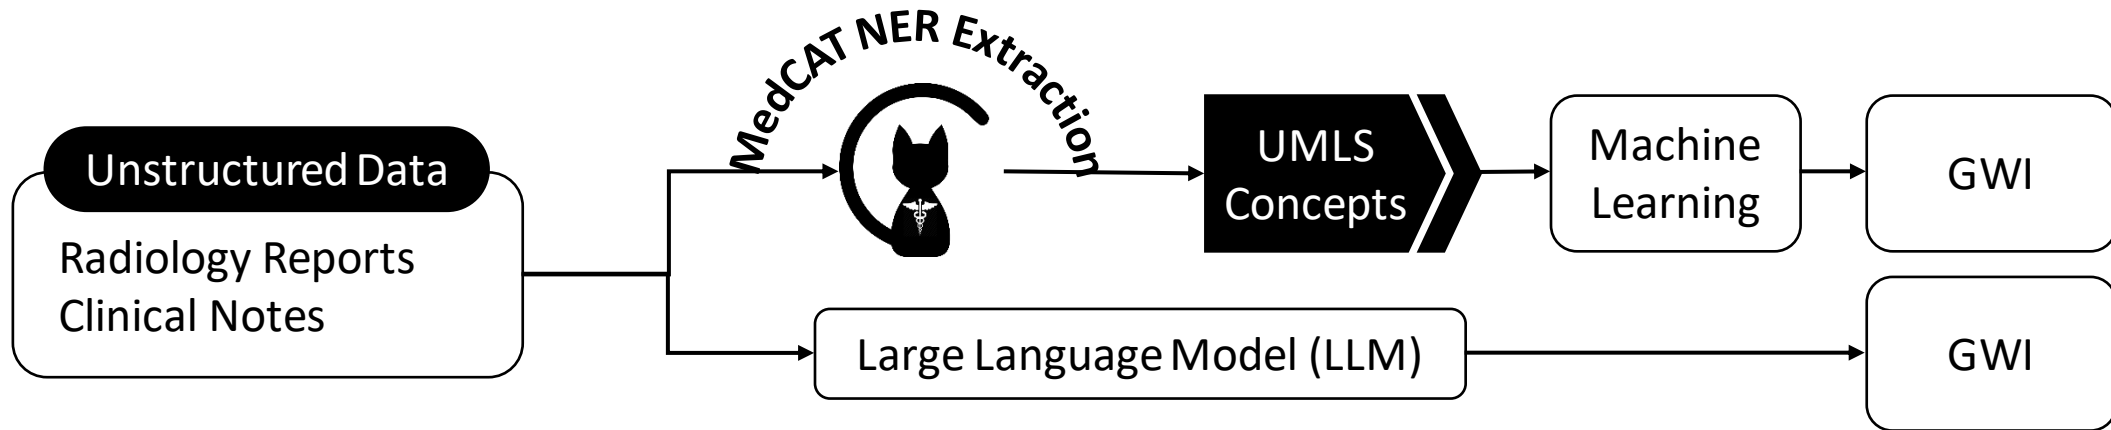 Unstructured Data
Radiology Reports
Clinical Notes
MedCAT NER Extraction
UMLS
Concepts
Machine
Learning
GWI
Large Language Model (LLM)
GWI